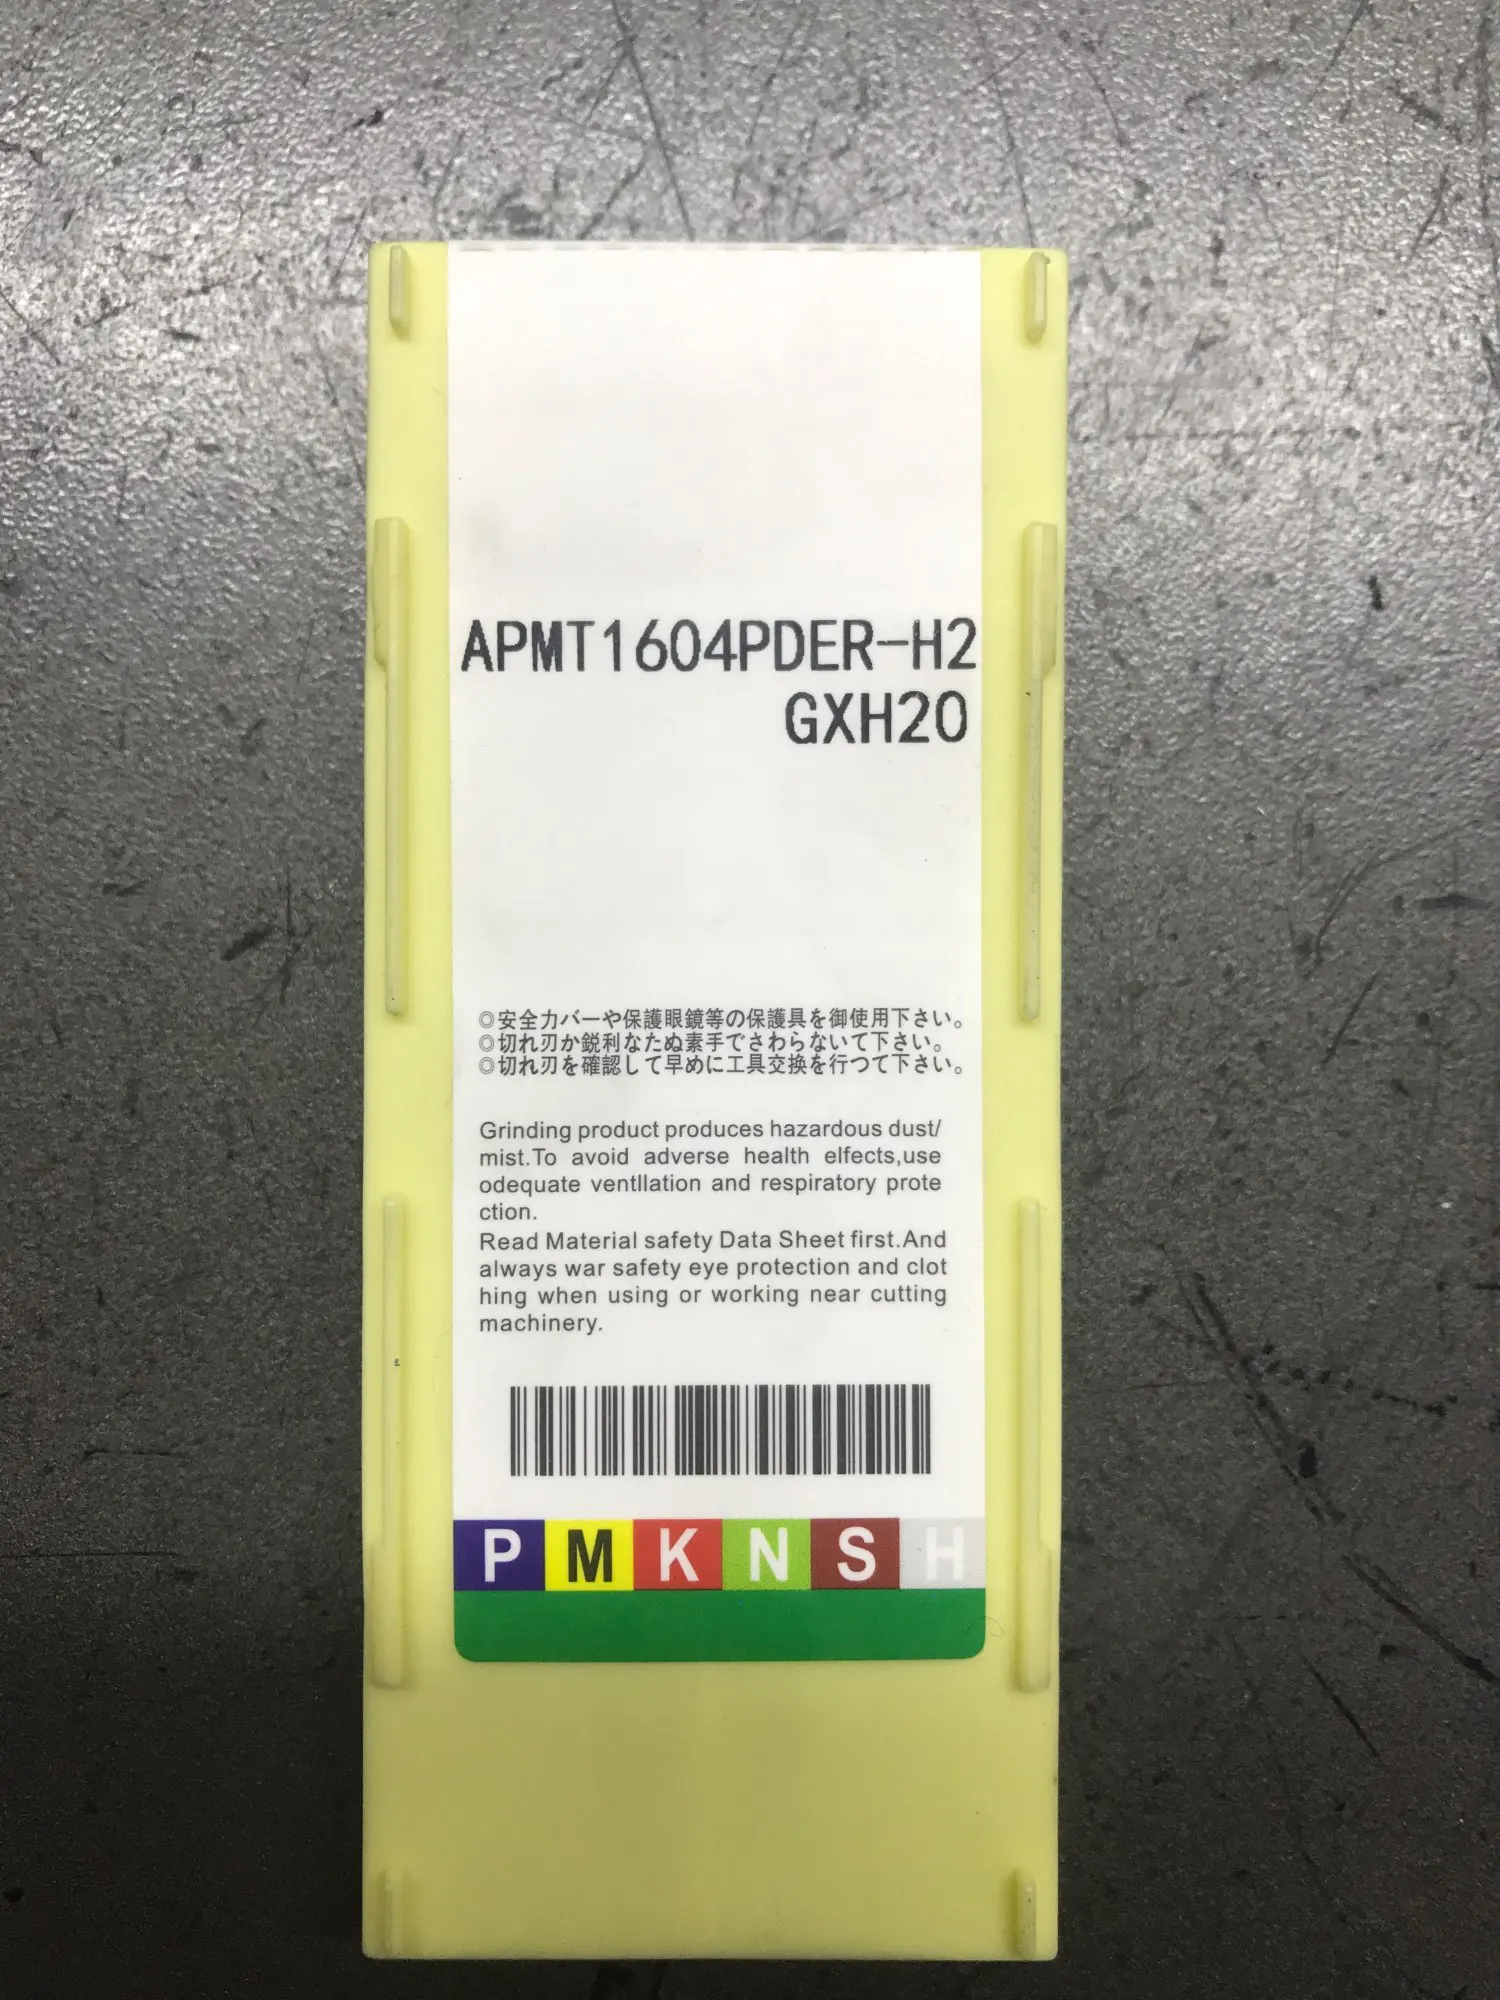 APMT1604PDER-H2
GXH20
◎安全力バーや保護眼鏡等の保護具を御使用下さい。
◎切れ刃か鋭利なたぬ素手でさわらないて下さい。
◎切れ刃を確認して早めに工具交換を行つて下さい。
Grinding product produces hazardous dust/
mist.To avoid adverse health elfects,use
odequate ventllation and respiratory prote
ction.
Read Material safety Data Sheet first.And
always war safety eye protection and clot
hing when using or working near cutting
machinery.
P M K N S H